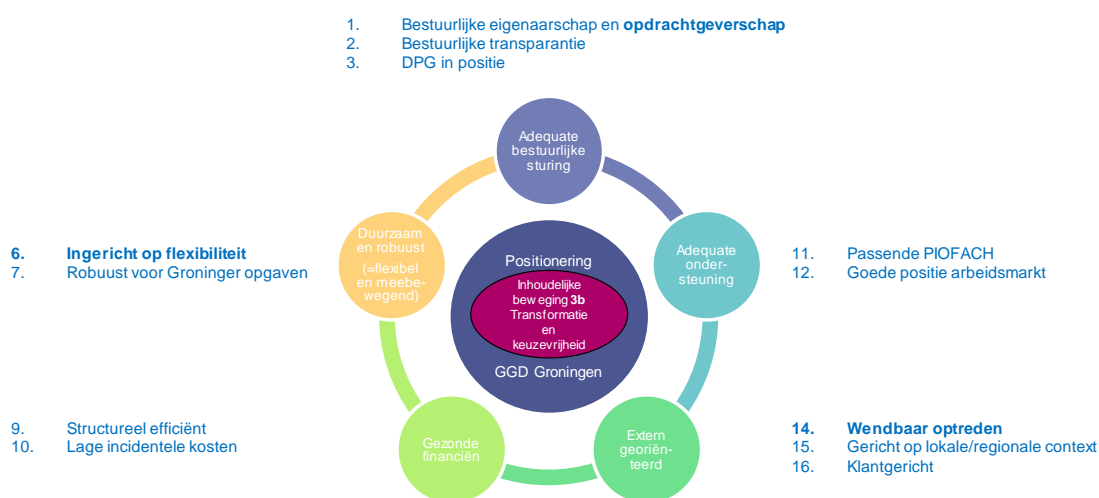 1. Bestuurlijke eigenaarschap en opdrachtgeverschap
2. Bestuurlijke transparantie
3. DPG in positie
Adequate
bestuurlijke
sturing
Duurzaam
en robuust
(=flexibel
en meebe-
wegend)
6. Ingericht op flexibiliteit
7. Robuust voor Groninger opgaven
Positionering
Inhoudelijke
beweging 3b
Transformatie
en
keuzevrijheid
GGD Groningen
Adequate
onder-
steuning
11. Passende PIOFACH
12. Goede positie arbeidsmarkt
9. Structureel efficiënt
10. Lage incidentele kosten
Gezonde
financiën
Extern
georiën-
teerd
14. Wendbaar optreden
15. Gericht op lokale/regionale context
16. Klantgericht